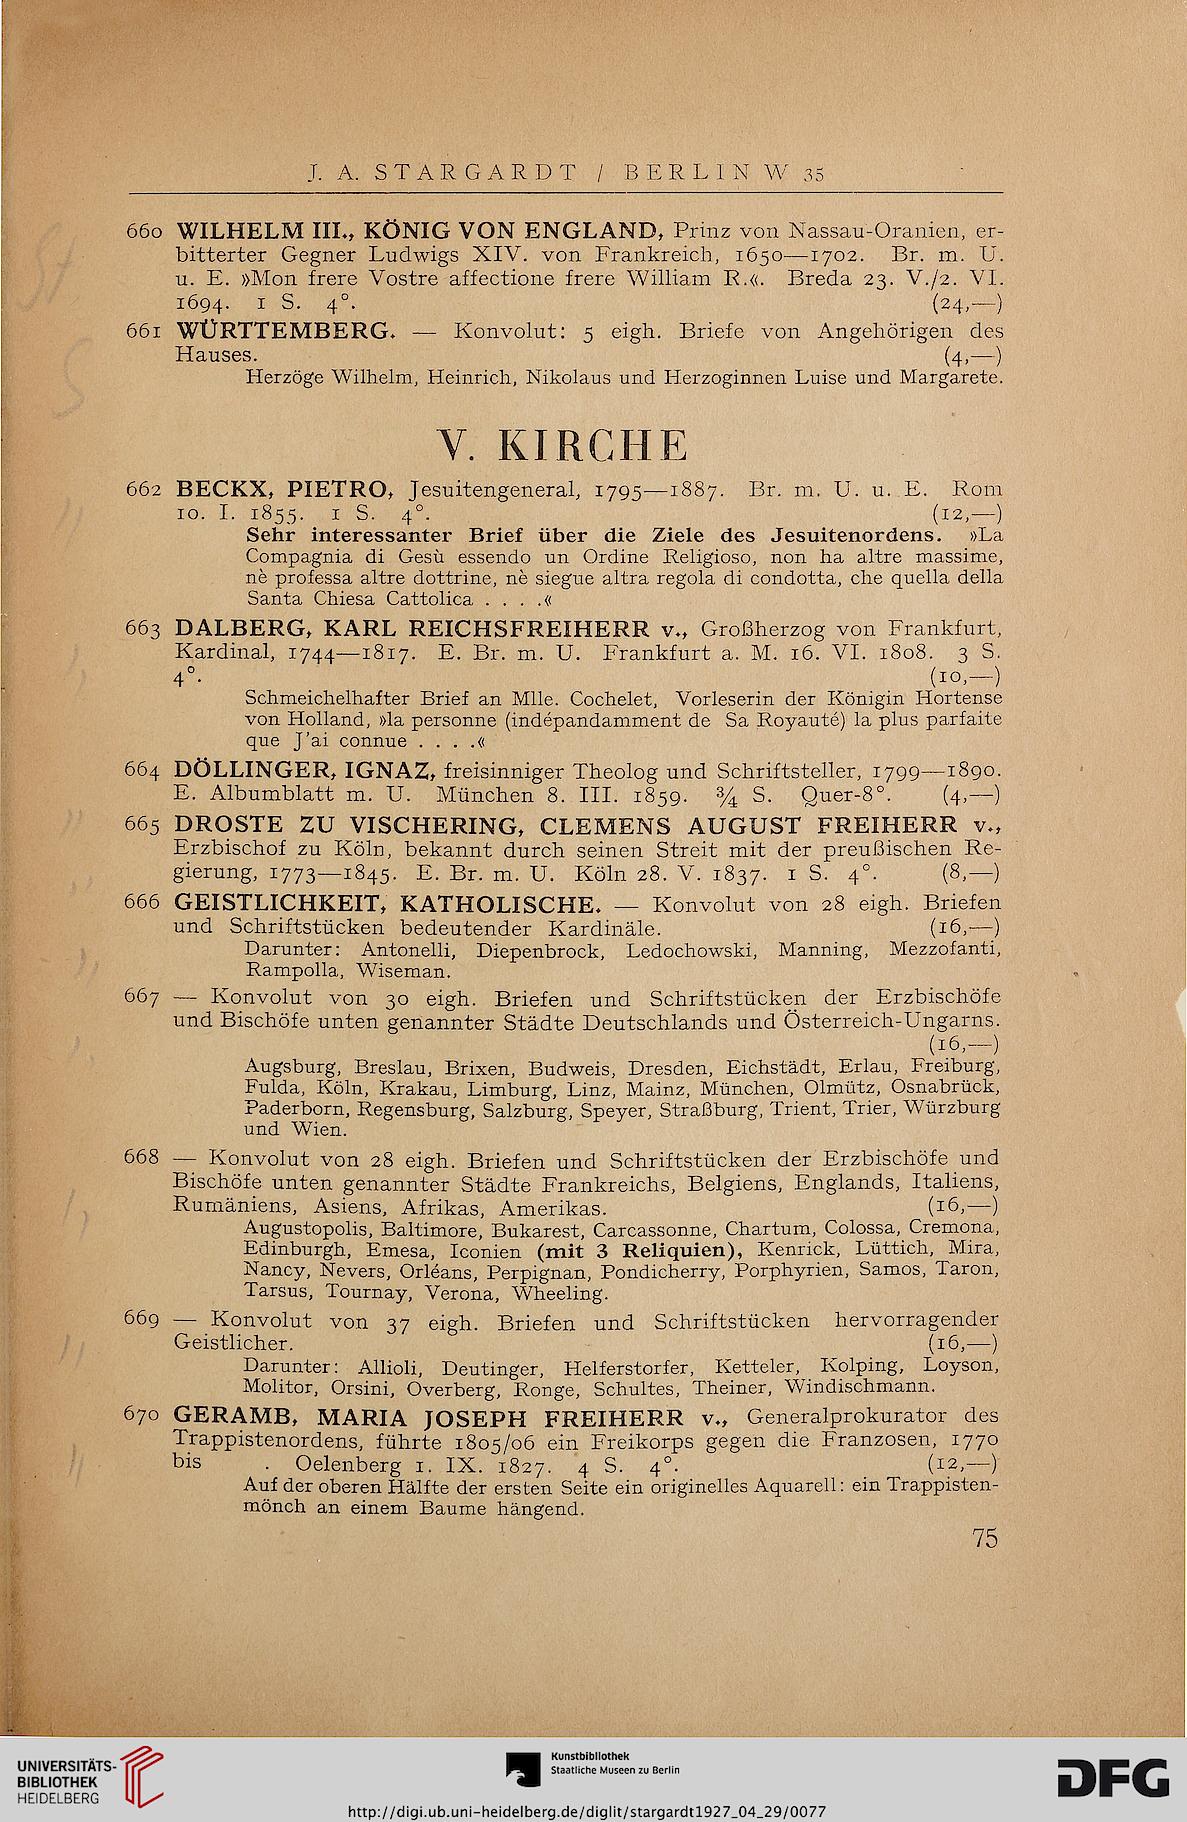 J. A. STARGARDT / BERLIN W 35
660 WILHELM III., KÖNIG VON ENGLAND, Prinz von Nassau-Oranien, er-
bitterter Gegner Ludwigs XIV. von Frankreich, 1650—1702. Br. m. U.
u. E. »Mon frere Vostre affectione frere William R.«. Breda 23. V./2. VI.
1694. 1 S. 4°. (24,—)
661 WÜRTTEMBERG. — Konvolut: 5 eigh. Briefe von Angehörigen des
Hauses. (4,—)
Herzöge Wilhelm, Heinrich, Nikolaus und Herzoginnen Luise und Margarete.
V. KIRCHE
662 BECKX, PIETRO, Jesuitengeneral, 1795—1887. Br. m. U. u. E. Rom
10. I. 1855. 1 S. 4°. (12,—)
Sehr interessanter Brief über die Ziele des Jesuitenordens. »La
Compagnia di Gesù essendo un Ordine Religioso, non ha altre massime,
nè professa altre dottrine, nè siegue altra regola di condotta, che quella della
Santa Chiesa Cattolica . . . .«
663 DALBERG, KARL REICHSFREIHERR v., Großherzog von Frankfurt,
Kardinal, 1744—1817. E. Br. m. U. Frankfurt a. M. 16. VI. 1808. 3 S.
4°. (10,—)
Schmeichelhafter Brief an Mlle. Cochelet, Vorleserin der Königin Hortense
von Holland, »la personne (indépandamment de Sa Royauté) la plus parfaite
que J'ai connue . . . .«
664 DÖLLINGER, IGNAZ, freisinniger Theolog und Schriftsteller, 1799—1890.
E. Albumblatt m. U. München 8. III. 1859. ¾ S. Quer-8°. (4,—)
665 DROSTE ZU VISCHERING, CLEMENS AUGUST FREIHERR v.,
Erzbischof zu Köln, bekannt durch seinen Streit mit der preußischen Re-
gierung, 1773—1845. E. Br. m. U. Köln 28. V. 1837. 1 S. 4°. (8,—)
666 GEISTLICHKEIT, KATHOLISCHE. — Konvolut von 28 eigh. Briefen
und Schriftstücken bedeutender Kardinäle. (16,—)
Darunter: Antonelli, Diepenbrock, Ledochowski, Manning, Mezzofanti,
Rampolla, Wiseman.
667 — Konvolut von 30 eigh. Briefen und Schriftstücken der Erzbischöfe
und Bischöfe unten genannter Städte Deutschlands und Österreich-Ungarns.
(16,—)
Augsburg, Breslau, Brixen, Budweis, Dresden, Eichstädt, Erlau, Freiburg,
Fulda, Köln, Krakau, Limburg, Linz, Mainz, München, Olmütz, Osnabrück,
Paderborn, Regensburg, Salzburg, Speyer, Straßburg, Trient, Trier, Würzburg
und Wien.
668 — Konvolut von 28 eigh. Briefen und Schriftstücken der Erzbischöfe und
Bischöfe unten genannter Städte Frankreichs, Belgiens, Englands, Italiens,
Rumäniens, Asiens, Afrikas, Amerikas. (16,—)
Augustopolis, Baltimore, Bukarest, Carcassonne, Chartum, Colossa, Cremona,
Edinburgh, Emesa, Iconien (mit 3 Reliquien), Kenrick, Lüttich, Mira,
Nancy, Nevers, Orléans, Perpignan, Pondicherry, Porphyrien, Samos, Taron,
Tarsus, Tournay, Verona, Wheeling.
669 — Konvolut von 37 eigh. Briefen und Schriftstücken hervorragender
Geistlicher. (16,—)
Darunter: Allioli, Deutinger, Helferstorfer, Ketteler, Kolping, Loyson,
Molitor, Orsini, Overberg, Ronge, Schultes, Theiner, Windischmann.
670 GERAMB, MARIA JOSEPH FREIHERR v., Generalprokurator des
Trappistenordens, führte 1805/06 ein Freikorps gegen die Franzosen, 1770
bis . Oelenberg 1. IX. 1827. 4 S. 4°. (12,—)
Auf der oberen Hälfte der ersten Seite ein originelles Aquarell: ein Trappisten-
mönch an einem Baume hängend.
75
UNIVERSITÄTS-
BIBLIOTHEK
HEIDELBERG
Kunstbibliothek
Staatliche Museen zu Berlin
DFG
http://digi.ub.uni-heidelberg.de/diglit/stargardt1927_04_29/0077